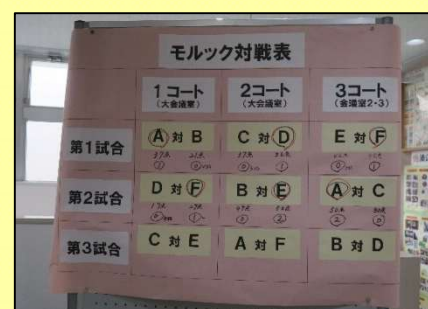 モルック対戦表
1コート 2コート 3コート
(大会議室) (大会議室) (会議室2-3)
第1試合 A 対 B C 対 D E 対 F
第2試合 D 対 F B 対 E A 対 C
第3試合 C 対 E A 対 F B 対 D